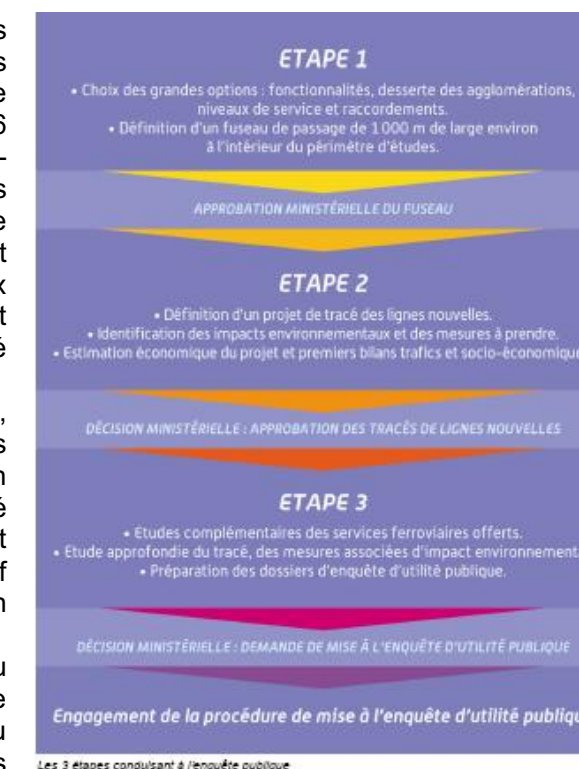 s
s
e
6
-
s
e
t
x
t
é
,
s
n
é
t
f
n
u
e
u
s
ETAPE 1
• Choix des grandes options : fonctionnalités, desserte des agglomérations,
niveaux de service et raccordements.
• Définition d'un fuseau de passage de 1 000 m de large environ
à l'intérieur du périmètre d'études.
APPROBATION MINISTÉRIELLE DU FUSEAU
ETAPE 2
• Définition d'un projet de tracé des lignes nouvelles.
• Identification des impacts environnementaux et des mesures à prendre.
• Estimation économique du projet et premiers bilans trafics et socio-économique
DÉCISION MINISTÉRIELLE : APPROBATION DES TRACÉS DE LIGNES NOUVELLES
ETAPE 3
• Etudes complémentaires des services ferroviaires offerts.
• Etude approfondie du tracé, des mesures associées d'impact environnement
• Préparation des dossiers d'enquête d'utilité publique.
DÉCISION MINISTÉRIELLE : DEMANDE DE MISE À L'ENQUÊTE D'UTILITÉ PUBLIQUE
Engagement de la procédure de mise à l'enquête d'utilité publiqu
Les 3 étapes conduisant à l'enquête publique